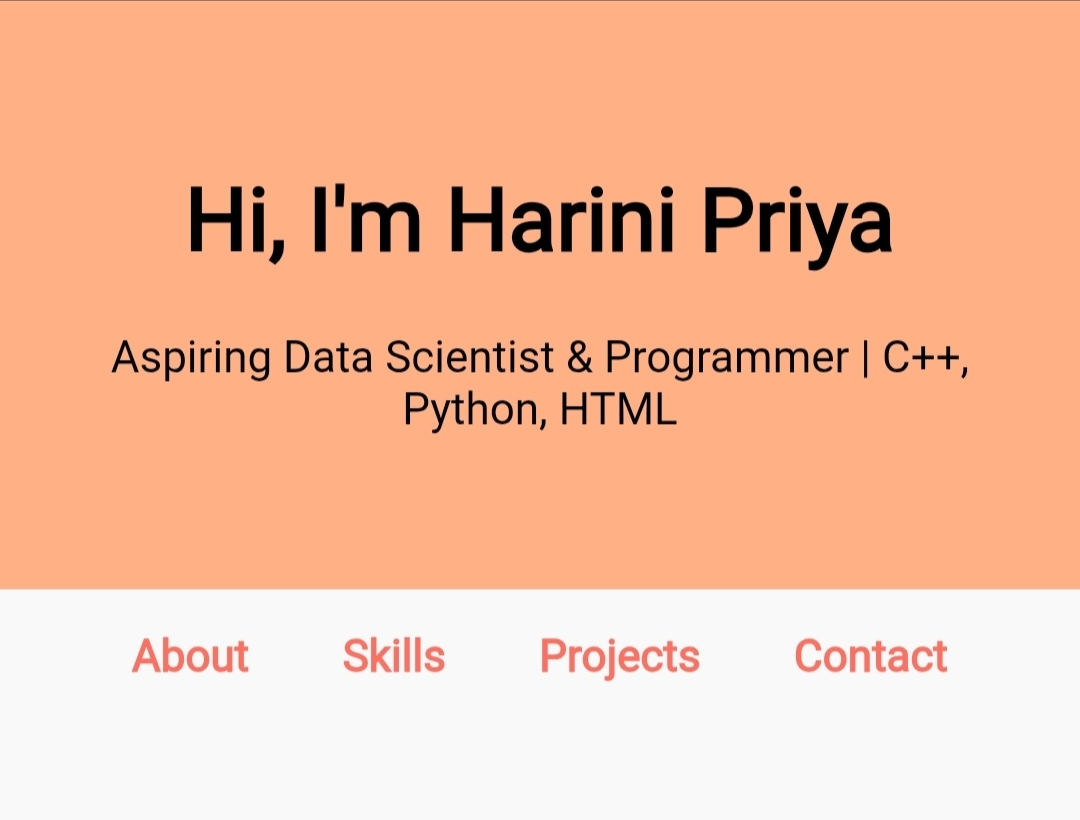 Hi, I'm Harini Priya
Aspiring Data Scientist & Programmer | C++,
Python, HTML
About Skills Projects Contact